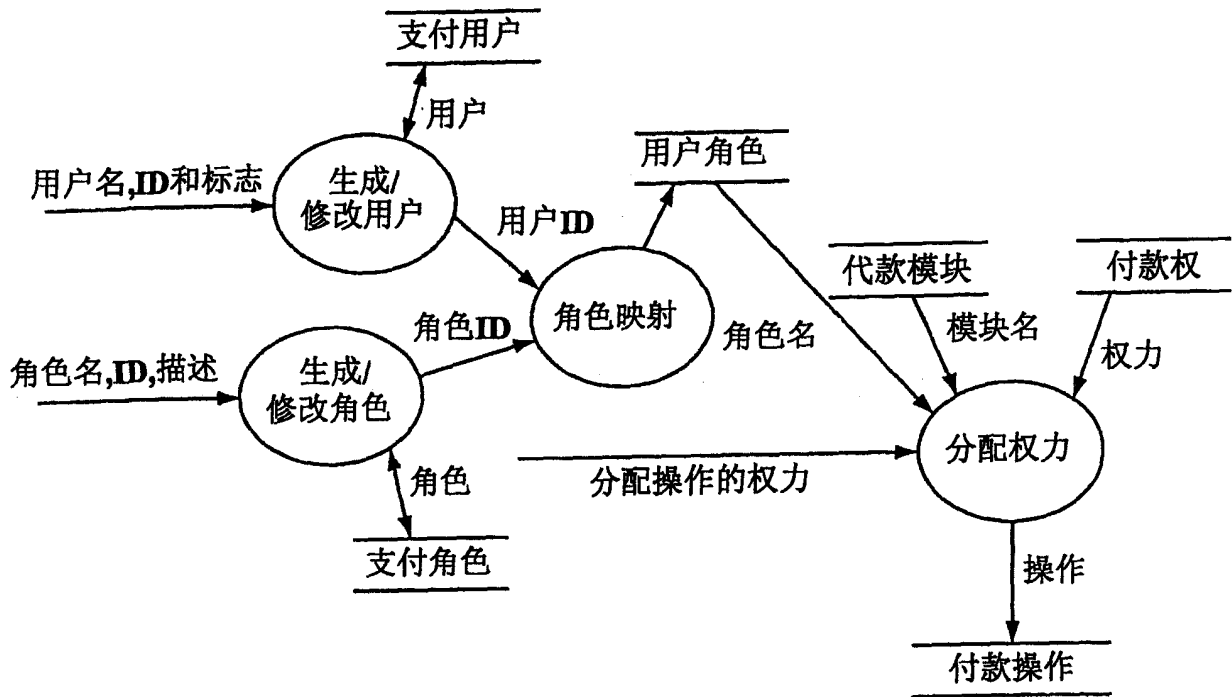 支付用户
用户
用户角色
用户名,ID和标志
生成/
修改用户
用户ID
代款模块
付款权
角色ID
角色映射
角色名
模块名
权力
角色名,ID,描述
生成/
修改角色
分配权力
角色
分配操作的权力
支付角色
操作
付款操作